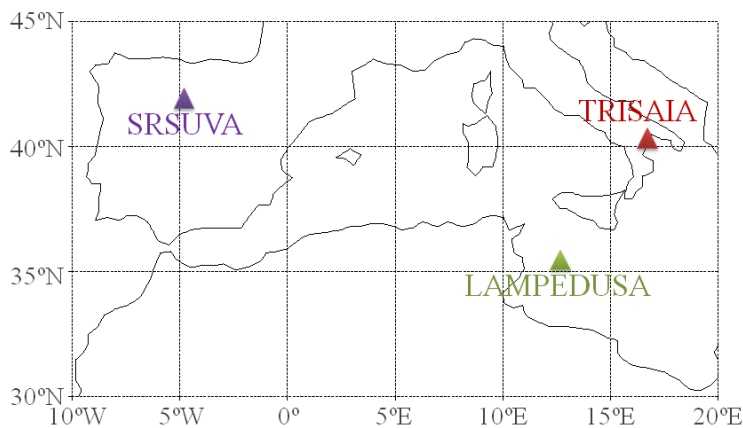 45ºN
TRISAIA
SRSUVA
40ºN
35ºN
LAMPEDUSA
30ºN
10ºW 5ºW 0º 5ºE 10ºE 15ºE 20ºE